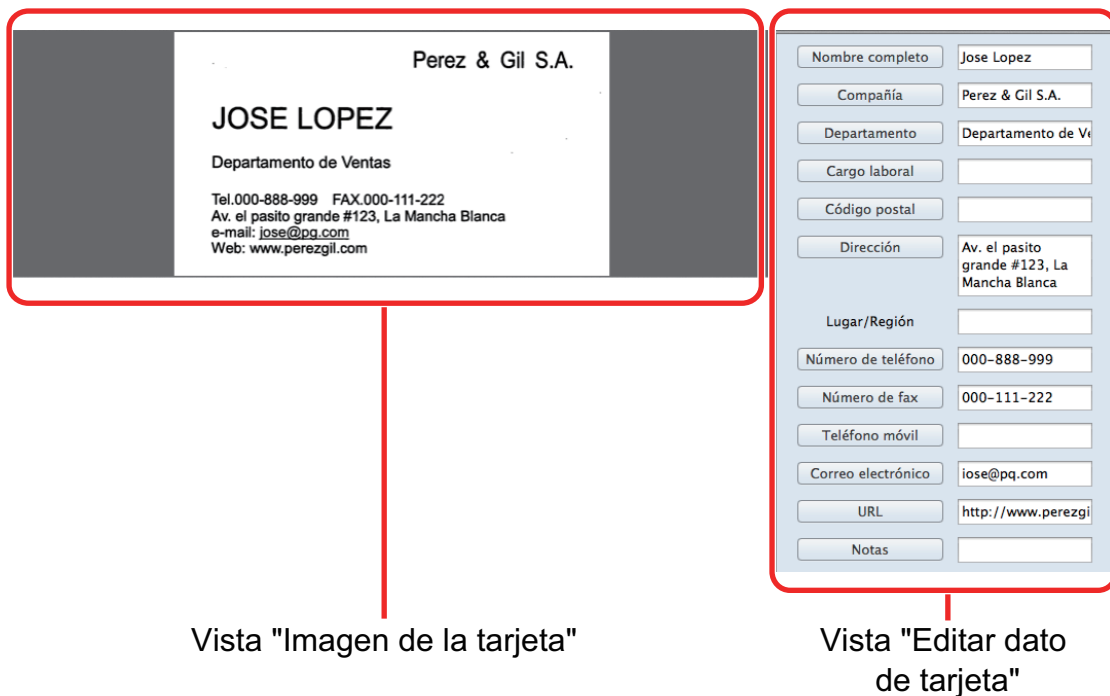 Perez & Gil S.A.
JOSE LOPEZ
Departamento de Ventas
Tel.000-888-999 FAX.000-111-222
Av. el pasito grande #123, La Mancha Blanca
e-mail: jose@pg.com
Web: www.perezgil.com
Nombre completo Jose Lopez
Compañía Perez & Gil S.A.
Departamento Departamento de Ve
Cargo laboral
Código postal
Dirección Av. el pasito
grande #123, La
Mancha Blanca
Lugar/Región
Número de teléfono 000-888-999
Número de fax 000-111-222
Teléfono móvil
Correo electrónico iose@pq.com
URL http://www.perezgi
Notas
Vista "Imagen de la tarjeta"
Vista "Editar dato
de tarjeta"